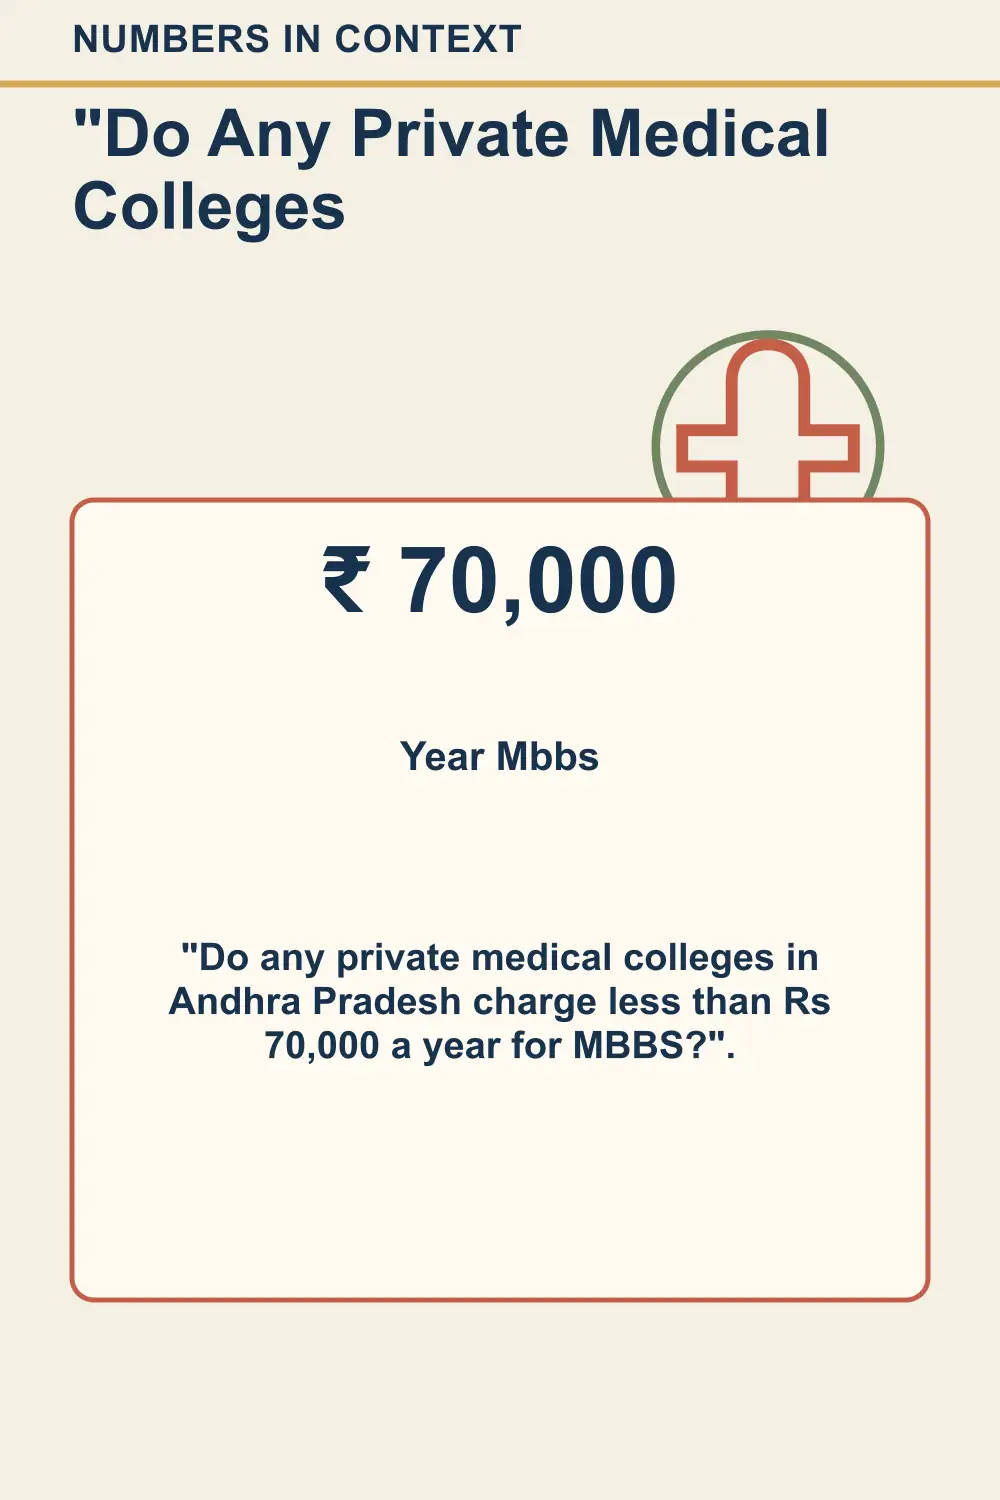 NUMBERS IN CONTEXT
"Do Any Private Medical
Colleges
₹ 70,000
Year Mbbs
"Do any private medical colleges in
Andhra Pradesh charge less than Rs
70,000 a year for MBBS?".